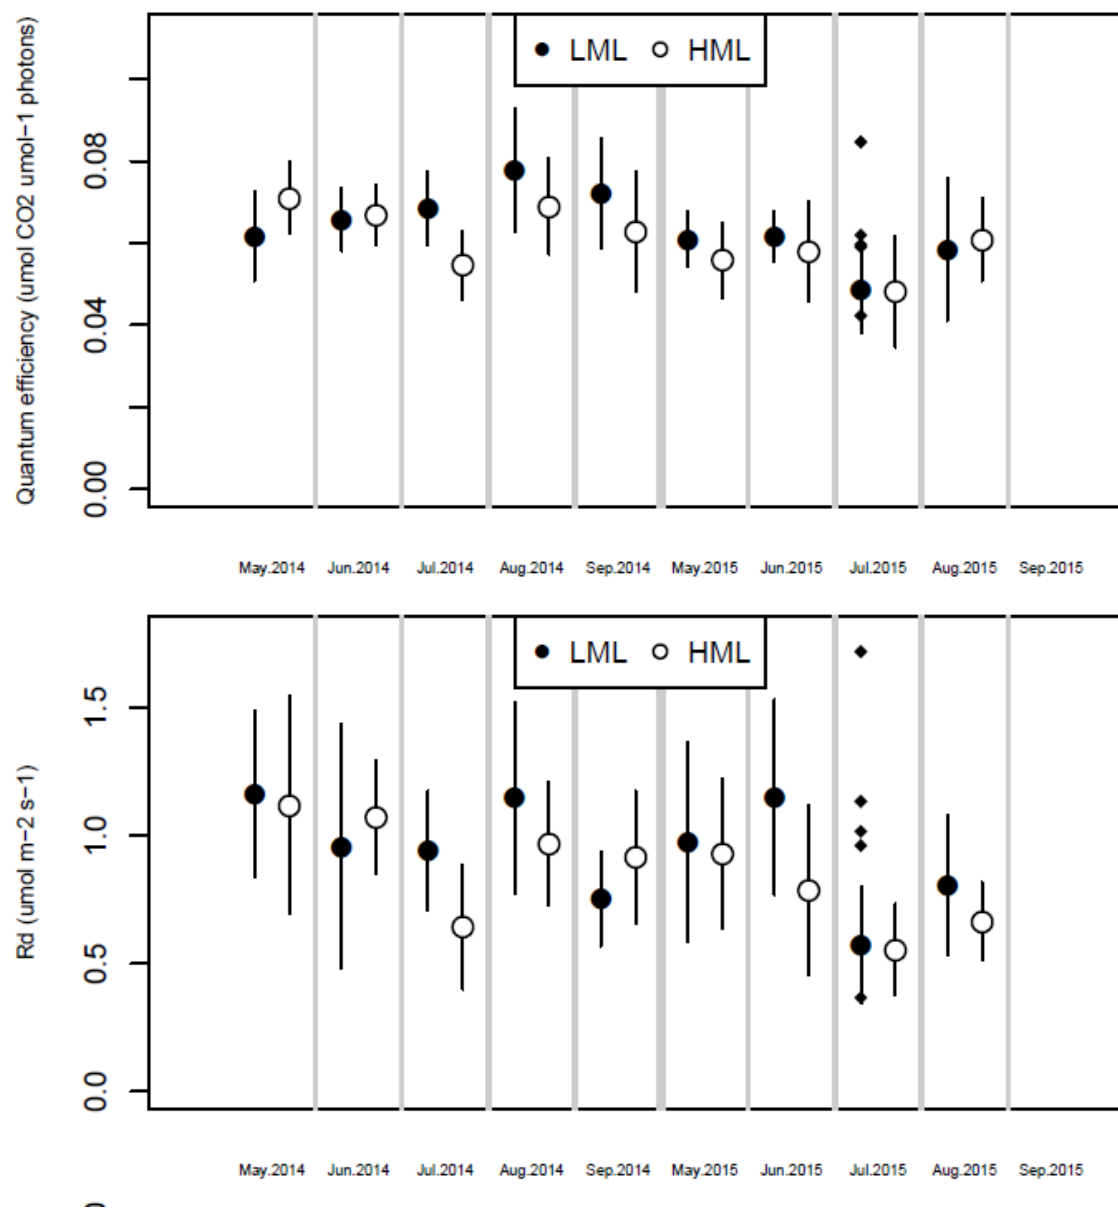 LML HML
Quantum efficiency (umol CO2 umol−1 photons)
0.08
0.04
0.00
May.2014 Jun.2014 Jul.2014 Aug.2014 Sep.2014 May.2015 Jun.2015 Jul.2015 Aug.2015 Sep.2015
LML HML
Rd (umol m−2 s−1)
1.5
1.0
0.5
0.0
May.2014 Jun.2014 Jul.2014 Aug.2014 Sep.2014 May.2015 Jun.2015 Jul.2015 Aug.2015 Sep.2015